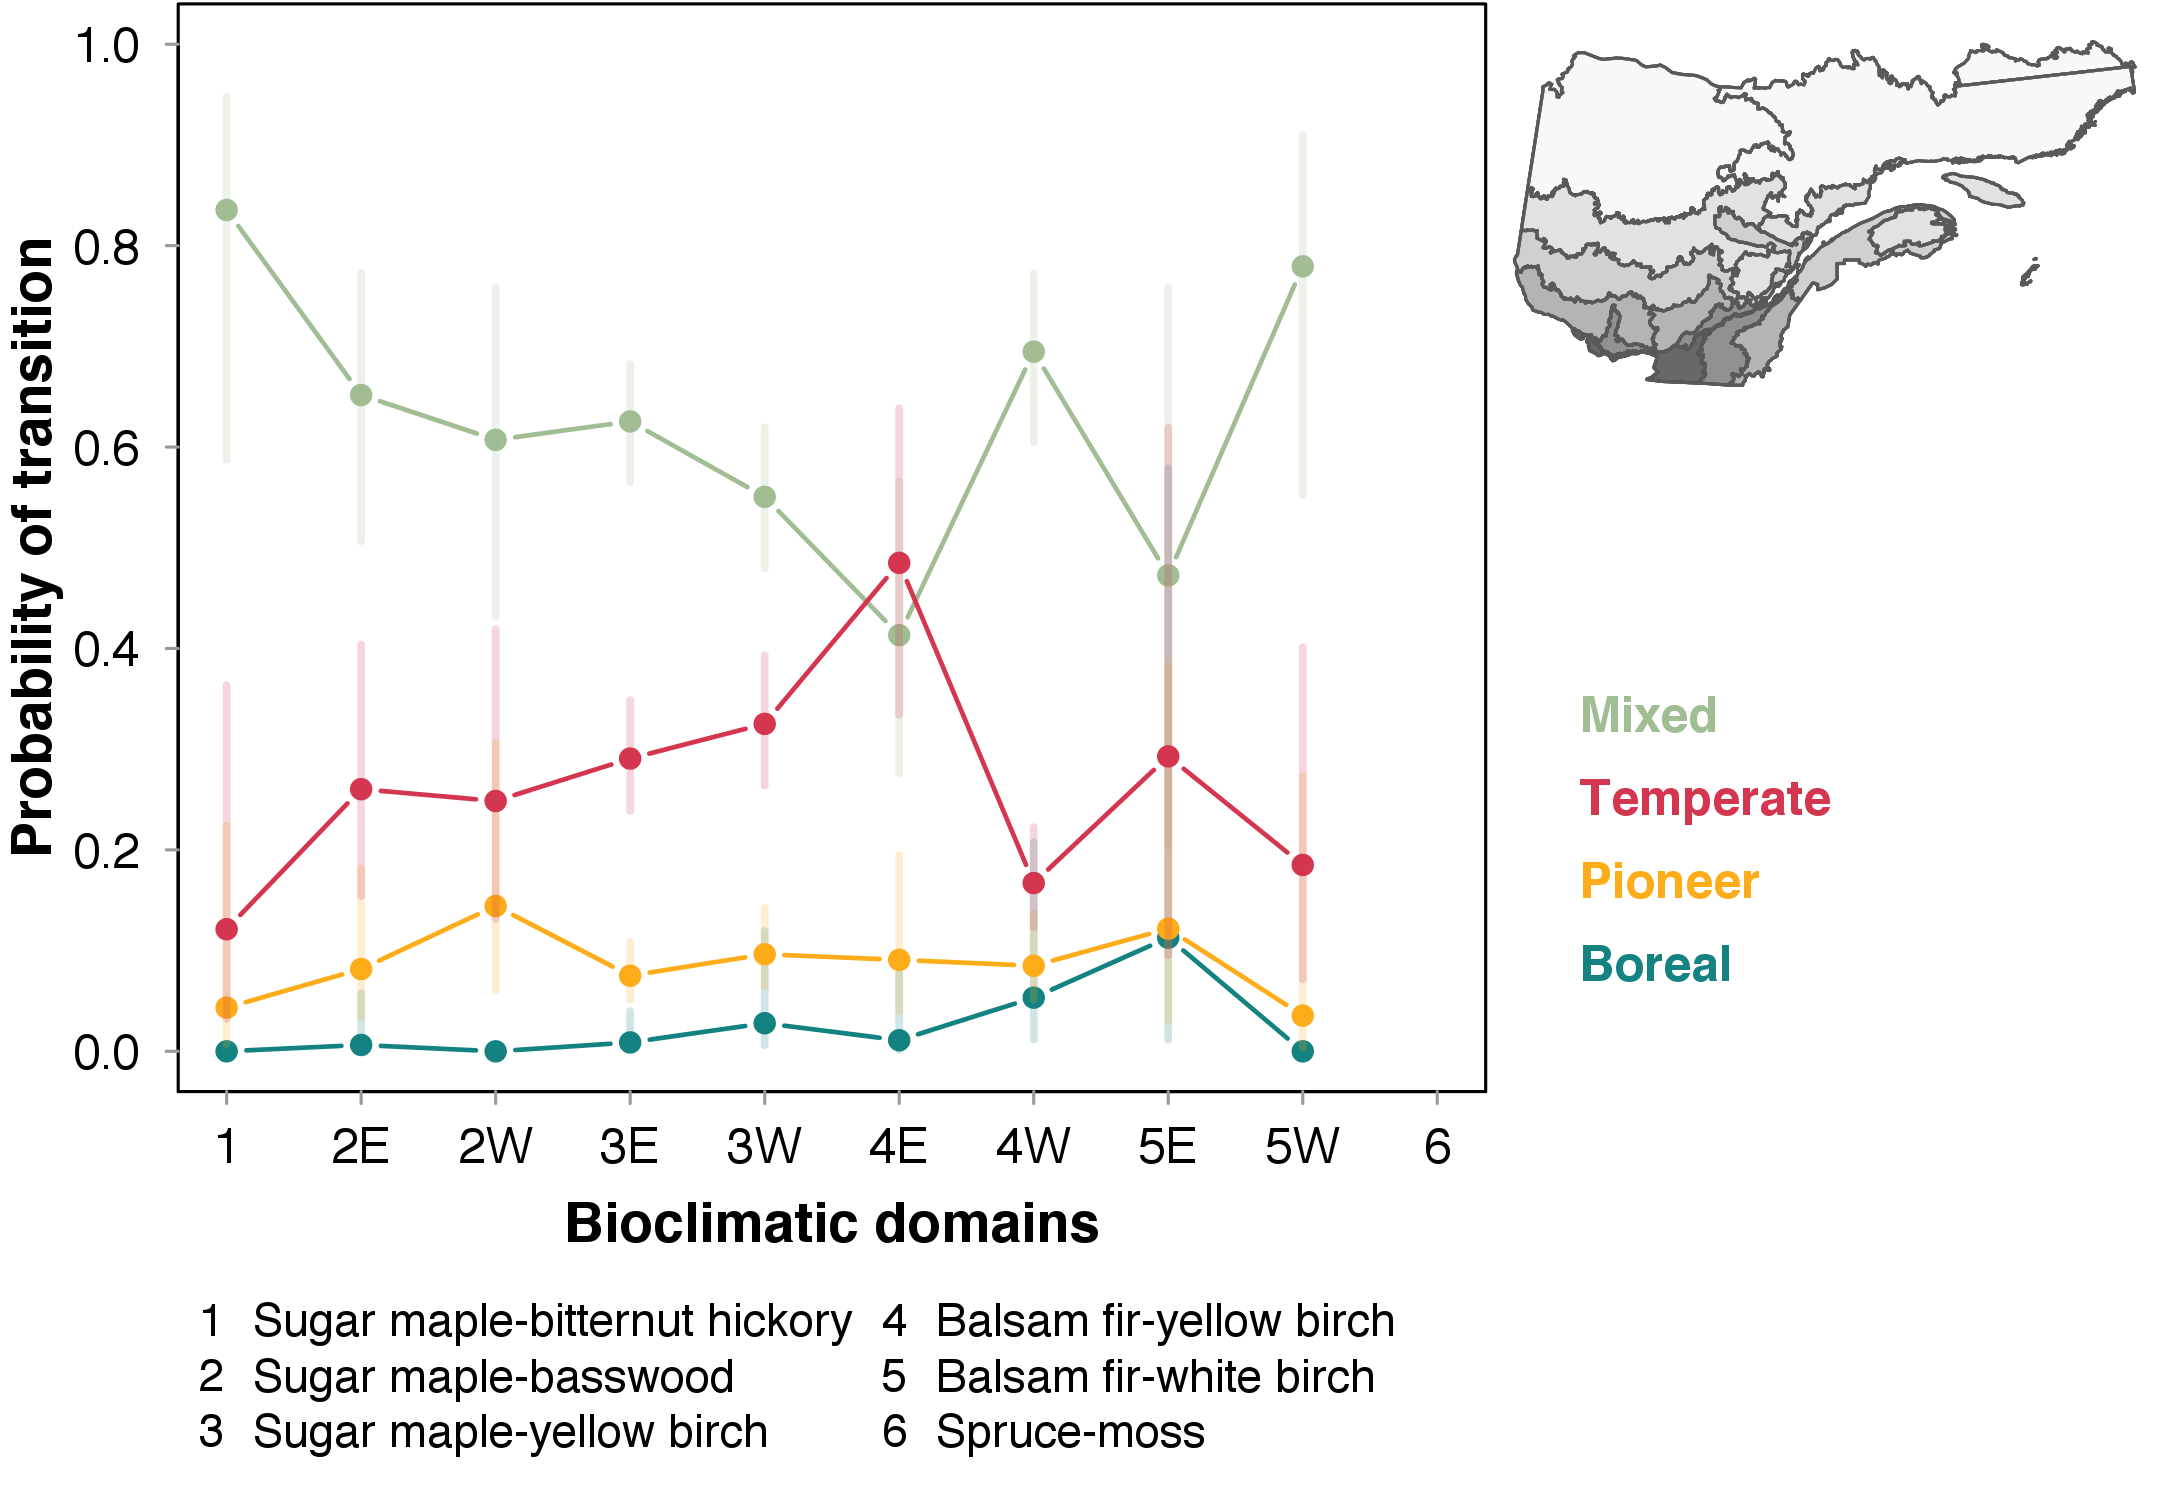 Probability of transition
1.0
0.8
0.6
0.4
0.2
0.0
1 2E 2W 3E 3W 4E 4W 5E 5W 6
Bioclimatic domains
Mixed
Temperate
Pioneer
Boreal
1 Sugar maple-bitternut hickory
2 Sugar maple-basswood
3 Sugar maple-yellow birch
4 Balsam fir-yellow birch
5 Balsam fir-white birch
6 Spruce-moss